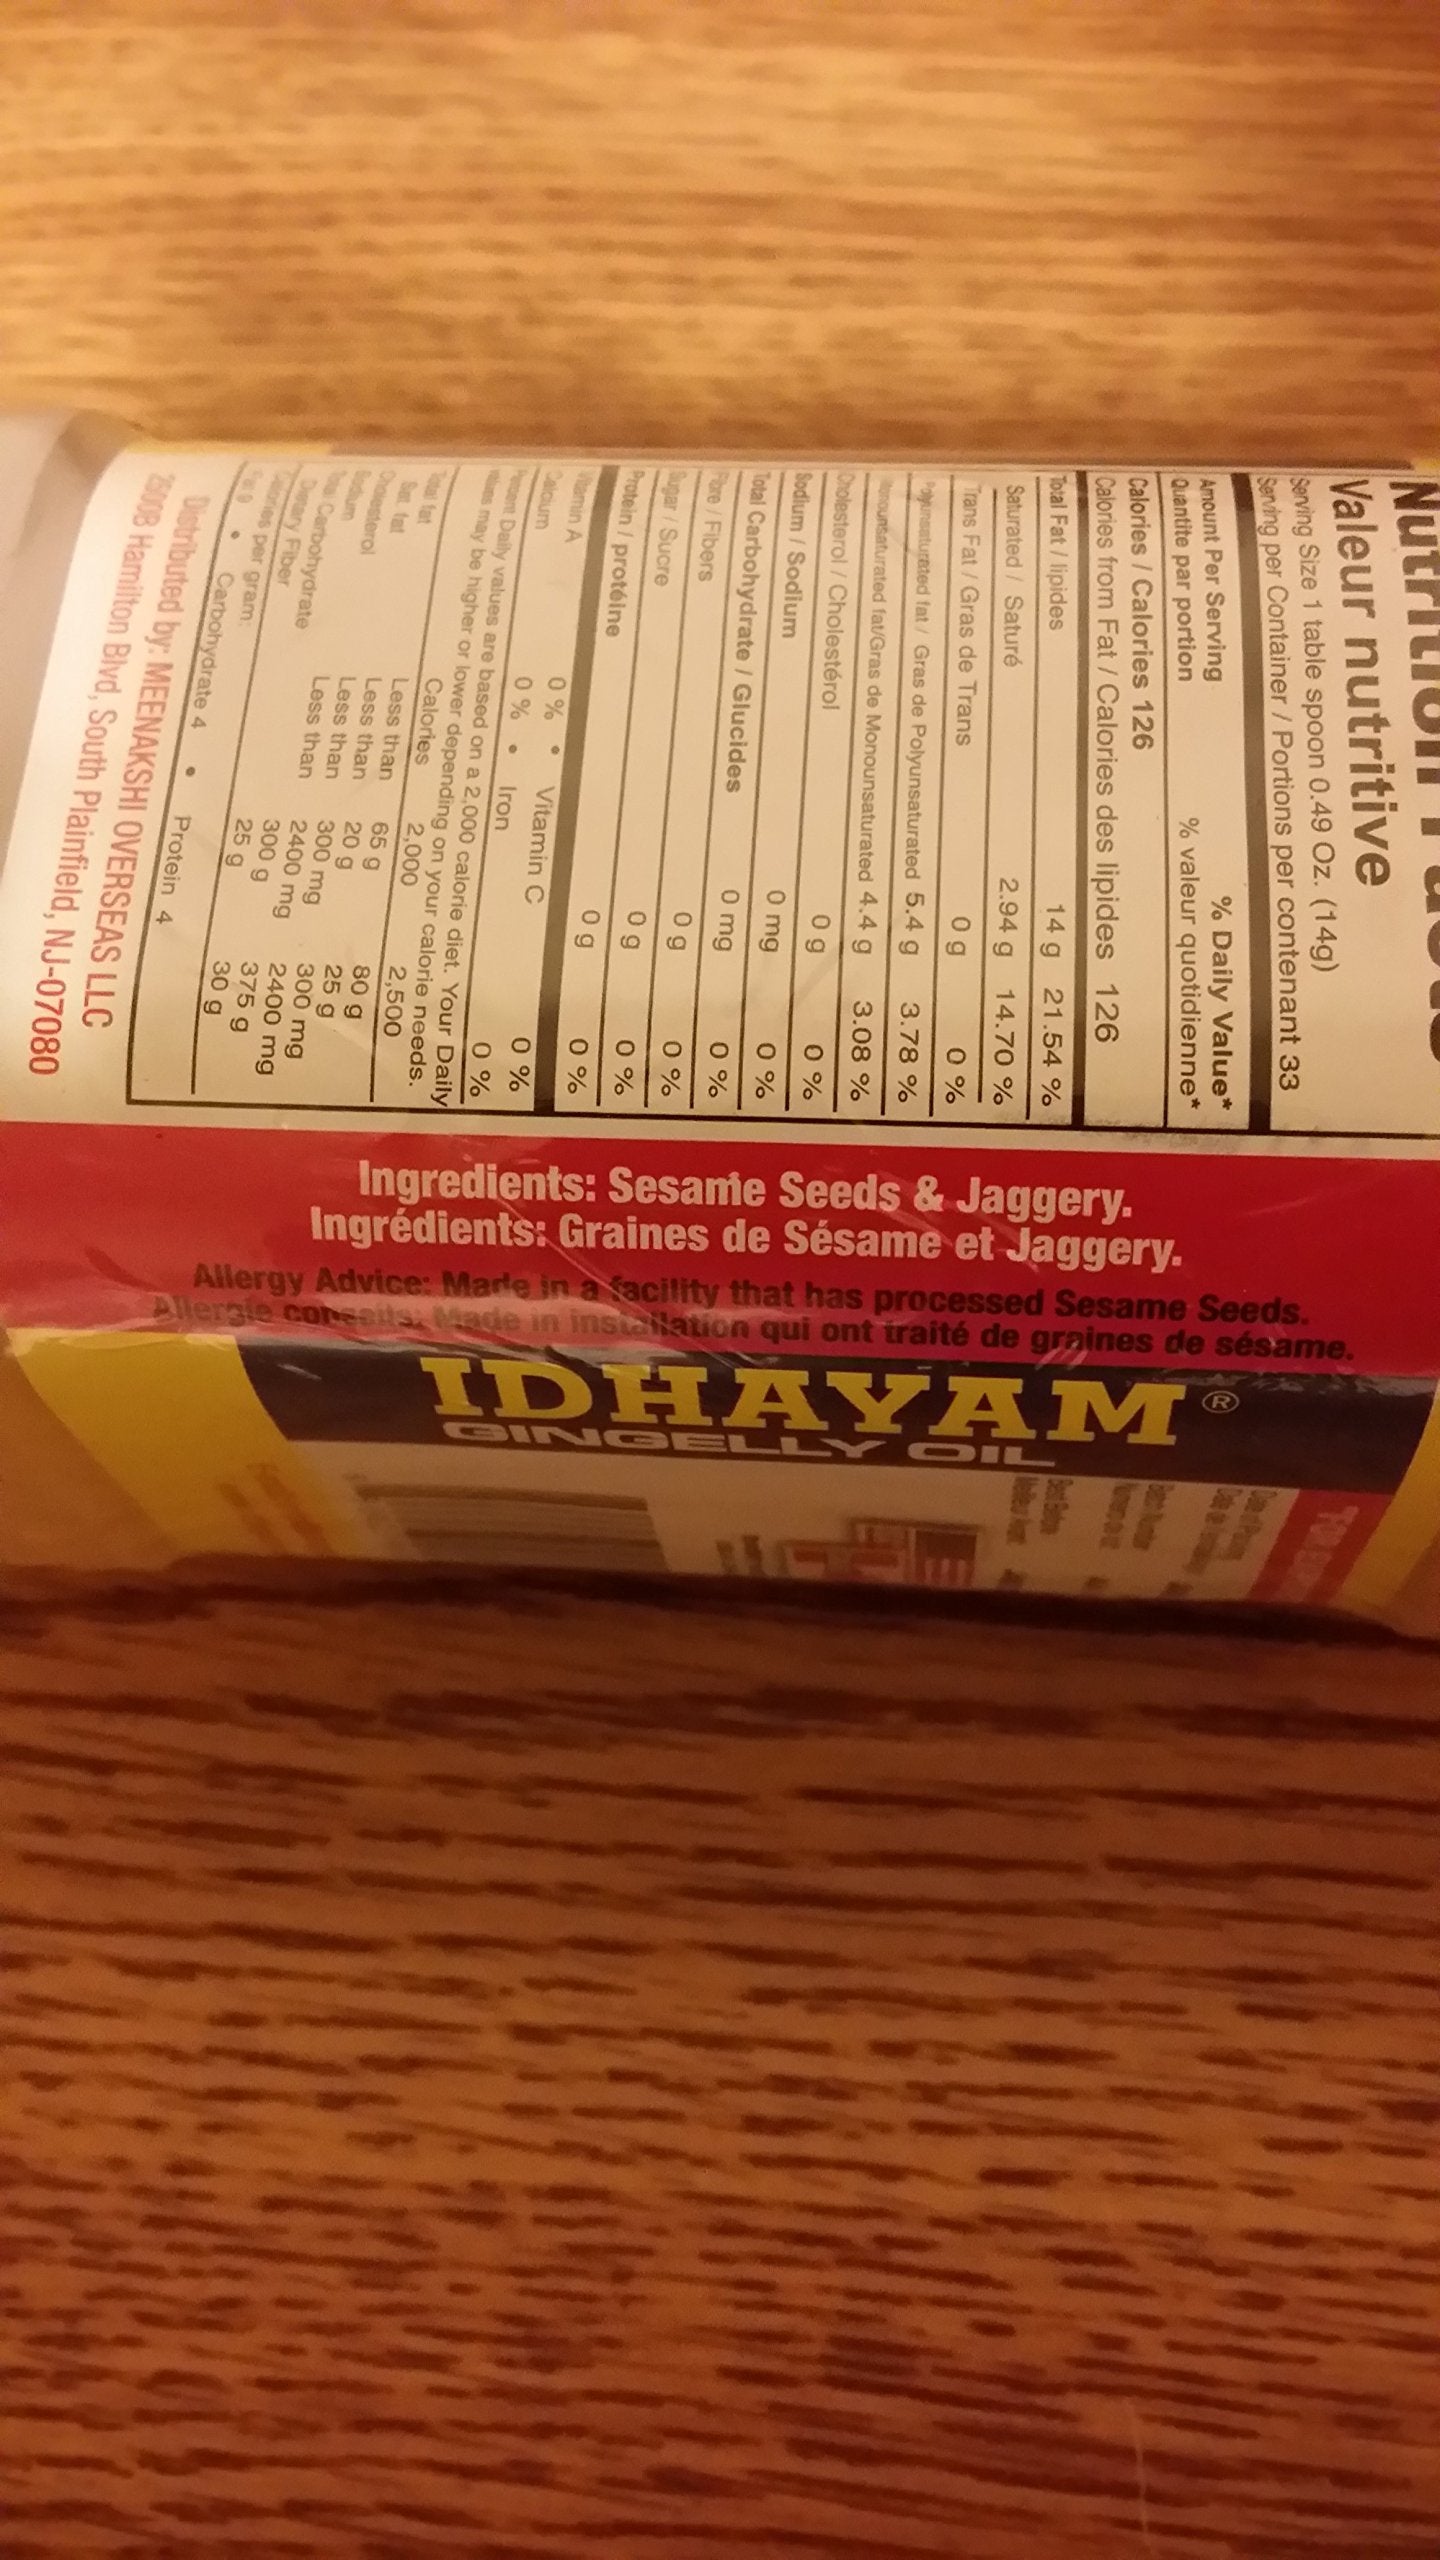 Nutrition Facts
Valeur nutritive
Serving Size 1 table spoon 0.49 Oz. (14g)
Serving per Container / Portions per contenant 33
Amount Per Serving % Daily Value*
Quantite par portion % valeur quotidienne*
Calories / Calories 126
Calories from Fat / Calories des lipides 126
Total Fat / lipides 14 g 21.54 %
Saturated / Saturé 2.94 g 14.70 %
Trans Fat / Gras de Trans 0 g 0 %
Polyunsaturated fat / Gras de Polyunsaturated 5.4 g 3.78 %
Monounsaturated fat/Gras de Monounsaturated 4.4 g 3.08 %
Cholesterol / Cholestérol 0 g 0 %
Sodium / Sodium 0 mg 0 %
Total Carbohydrate / Glucides 0 mg 0 %
Fibre / Fibers 0 g 0 %
Sugar / Sucre 0 g 0 %
Protein / protéine 0 g 0 %
Vitamin A 0 % • Vitamin C 0 %
Calcium 0 % • Iron 0 %
Percent Daily values are based on a 2,000 calorie diet. Your Daily
values may be higher or lower depending on your calorie needs.
Calories 2,000 2,500
Total fat Less than 65 g 80 g
Sat fat Less than 20 g 25 g
Cholesterol Less than 300 mg 300 mg
Sodium Less than 2400 mg 2400 mg
Total Carbohydrate 300 g 375 g
Dietary Fiber 25 g 30 g
Calories per gram:
Fat 9 • Carbohydrate 4 • Protein 4
Distributed by: MEENAKSHI OVERSEAS LLC
Hamilton Blvd, South Plainfield, NJ-07080
Ingredients: Sesame Seeds & Jaggery.
Ingrédients: Graines de Sésame et Jaggery.
Allergy Advice: Made in a facility that has processed Sesame Seeds.
Allergie conseils: Made in installation qui ont traité de graines de sésame.
IDHAYAM®
GINGELLY OIL
Best Before